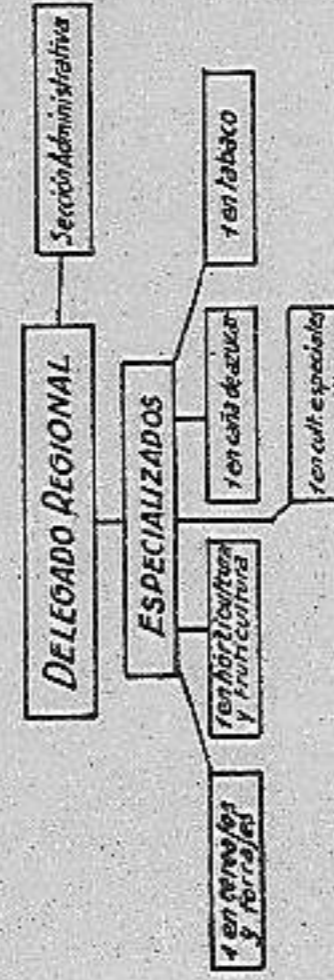 DELEGADO REGIONAL
Sección Administrativa
ESPECIALIZADOS
1 en cereales
y forrajes
1 en horticultura
y fruticultura
1 en caña de azucar
1 en cult. especiales
1 en tabaco